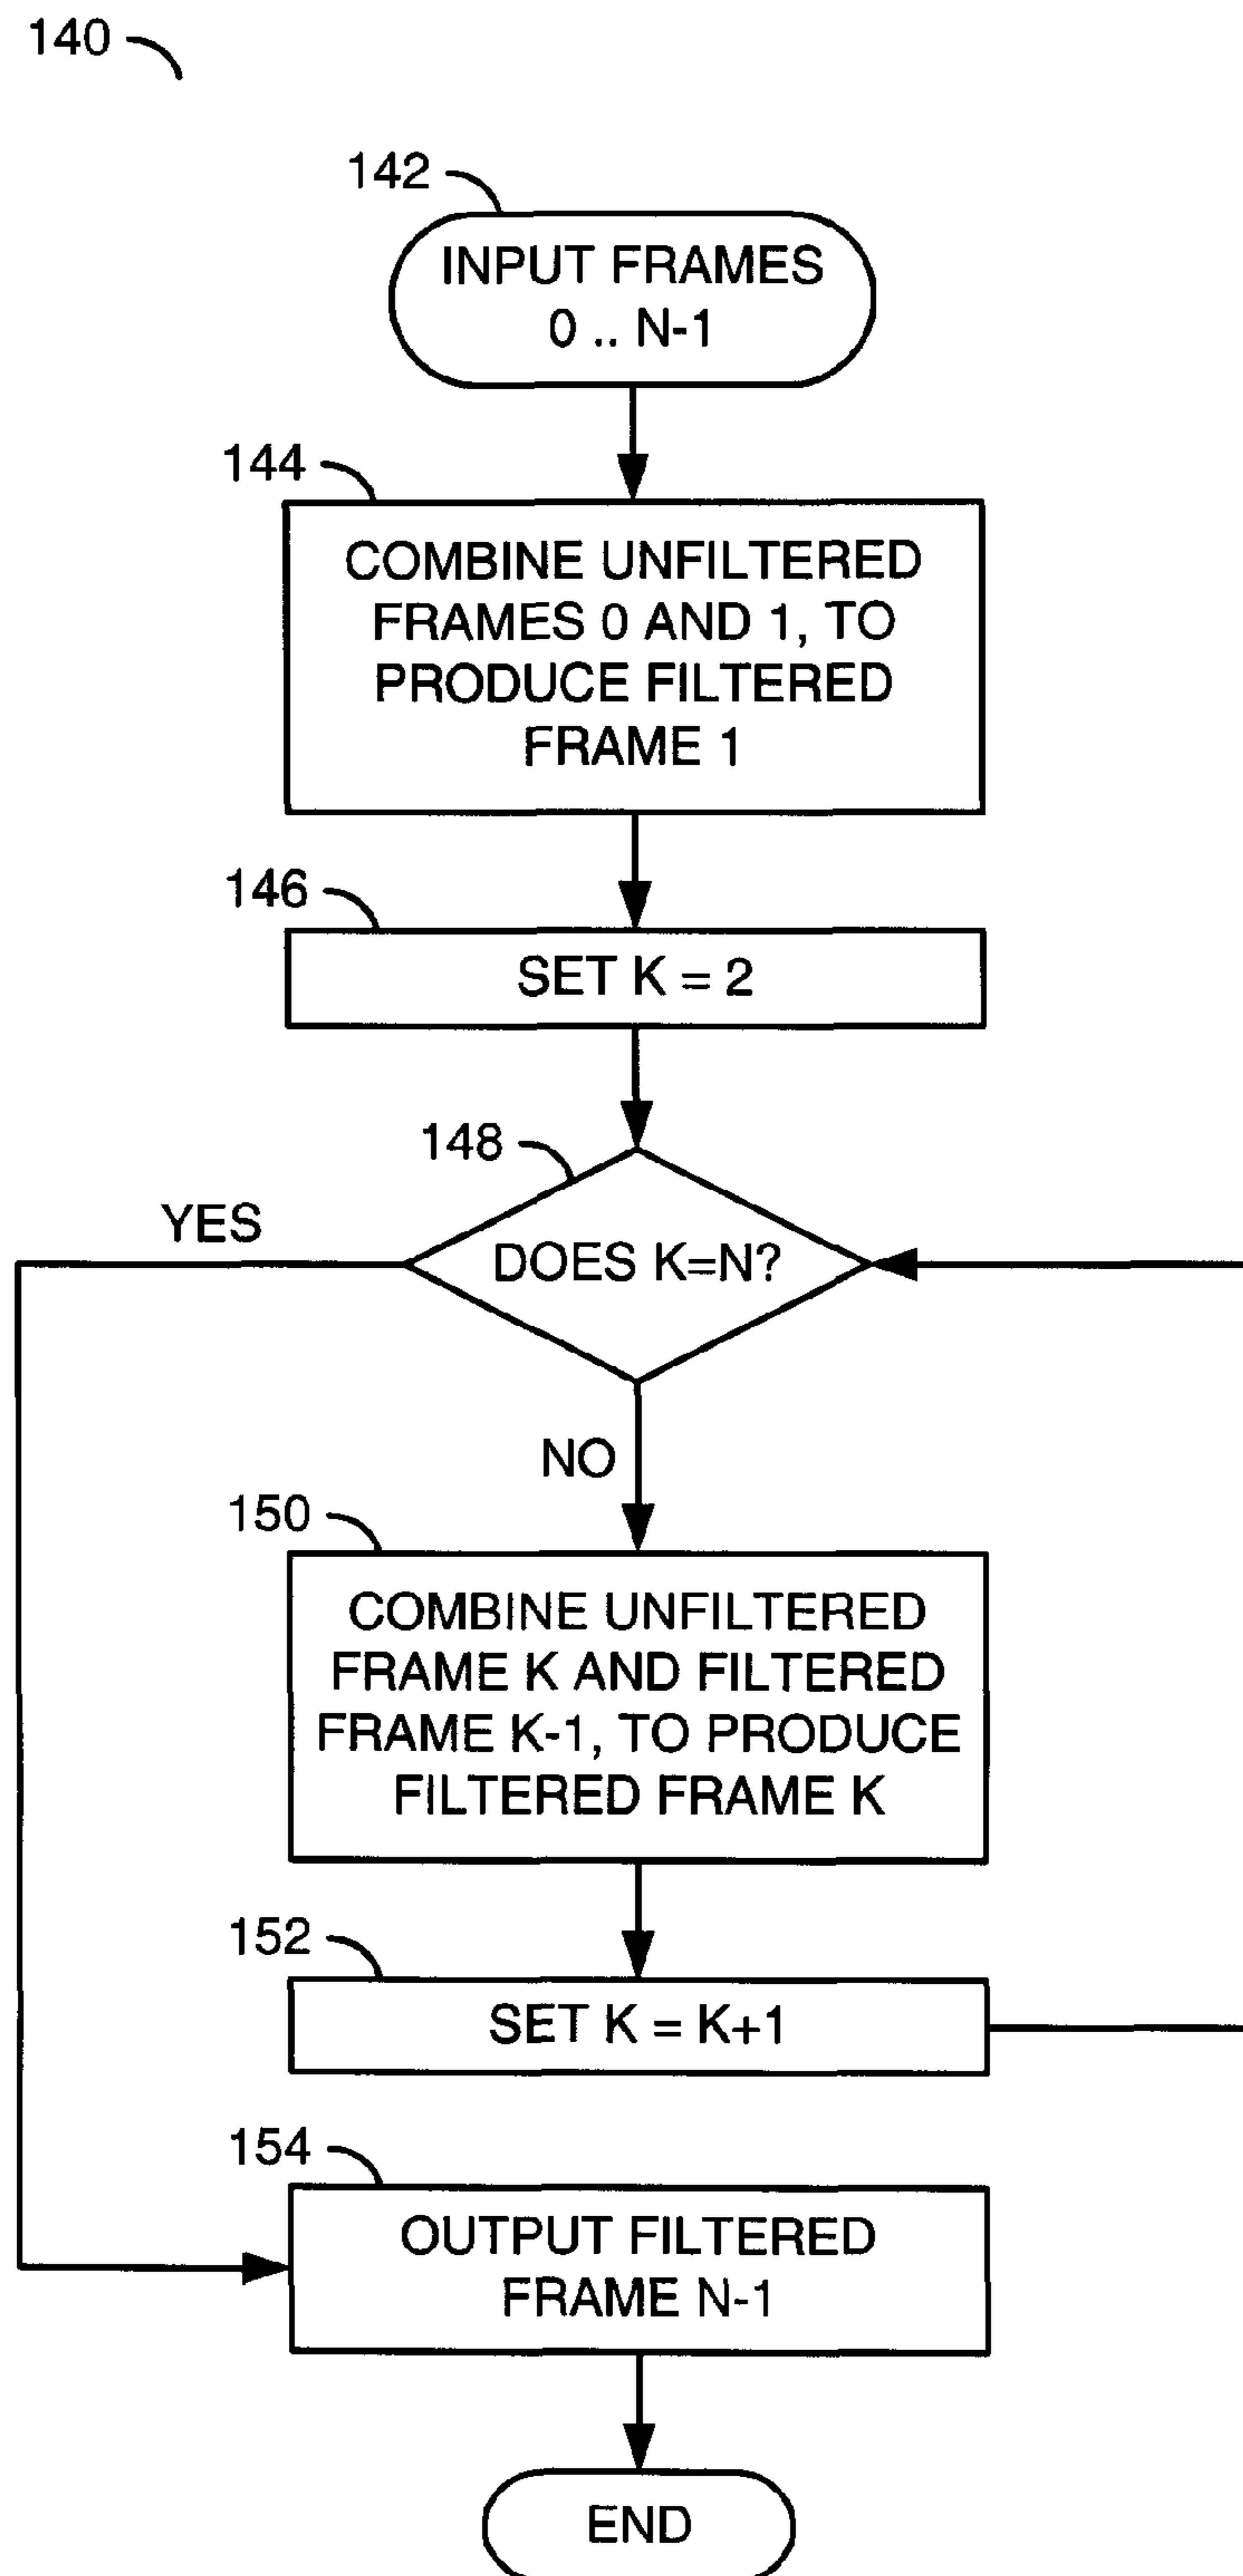 140
142
INPUT FRAMES
0 .. N-1
144
COMBINE UNFILTERED
FRAMES 0 AND 1, TO
PRODUCE FILTERED
FRAME 1
146
SET K = 2
148
YES
DOES K=N?
NO
150
COMBINE UNFILTERED
FRAME K AND FILTERED
FRAME K-1, TO PRODUCE
FILTERED FRAME K
152
SET K = K+1
154
OUTPUT FILTERED
FRAME N-1
END